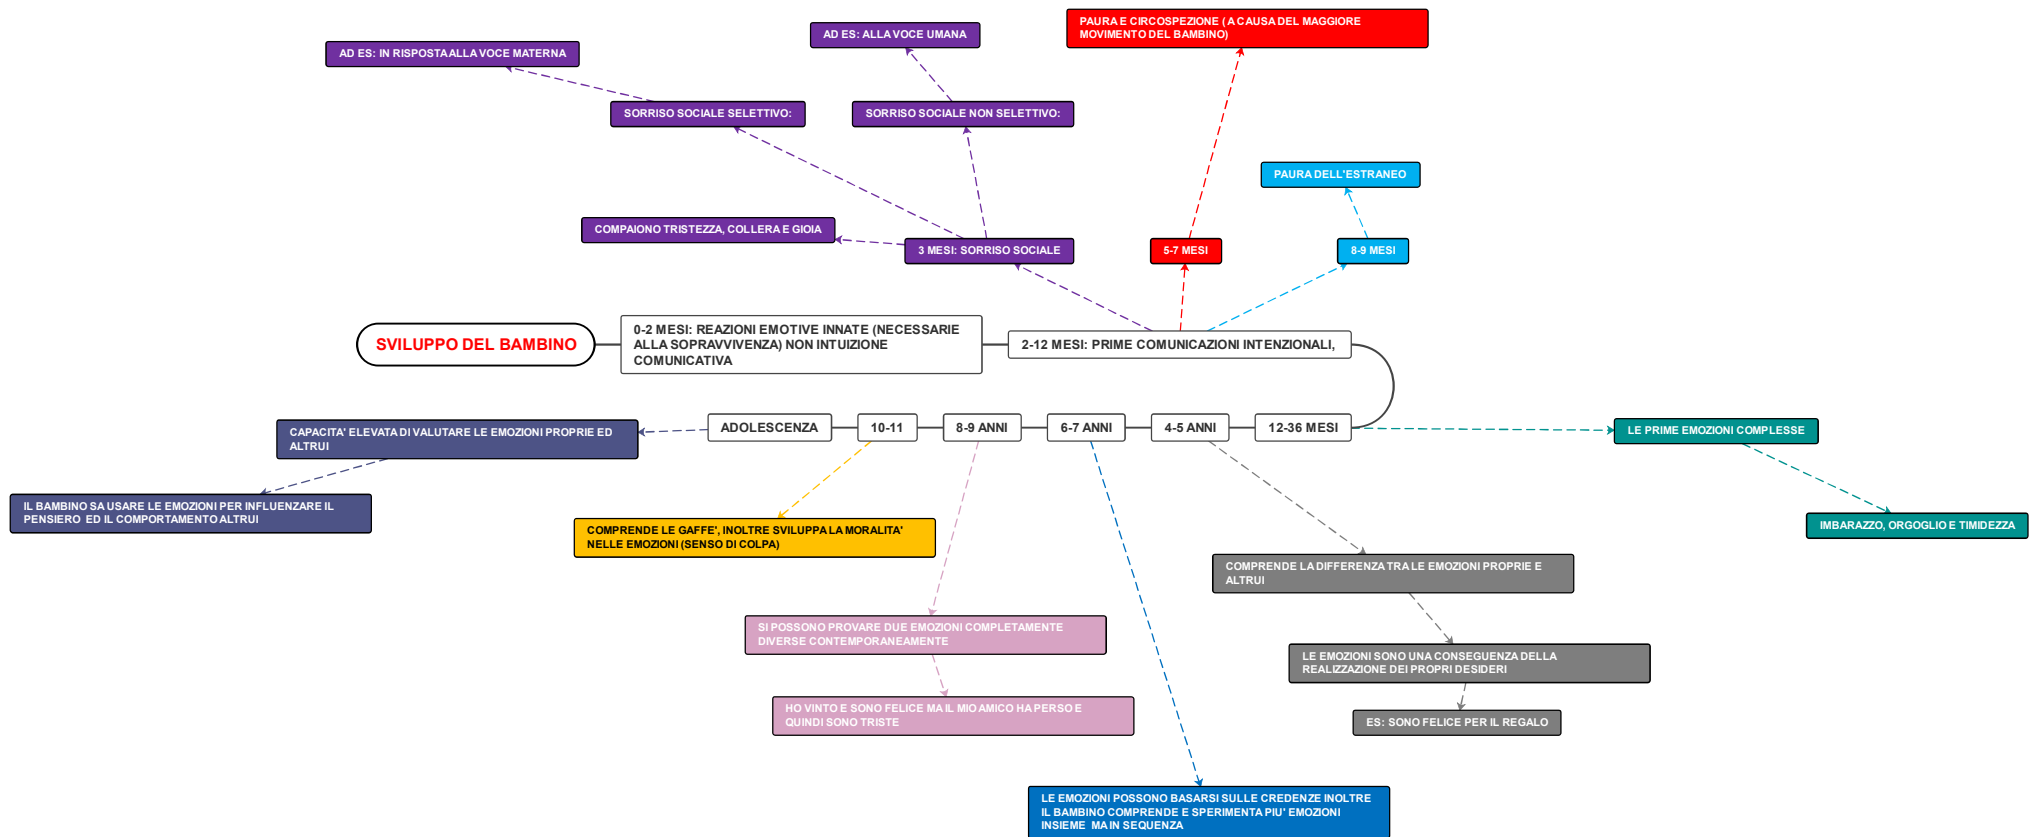 PAURA E CIRCOSPEZIONE ( A CAUSA DEL MAGGIORE
MOVIMENTO DEL BAMBINO)
AD ES: ALLA VOCE UMANA
AD ES: IN RISPOSTA ALLA VOCE MATERNA
SORRISO SOCIALE SELETTIVO:
SORRISO SOCIALE NON SELETTIVO:
PAURA DELL'ESTRANEO
COMPAIONO TRISTEZZA, COLLERA E GIOIA
3 MESI: SORRISO SOCIALE
5-7 MESI
8-9 MESI
SVILUPPO DEL BAMBINO
0-2 MESI: REAZIONI EMOTIVE INNATE (NECESSARIE
ALLA SOPRAVVIVENZA) NON INTUIZIONE
COMUNICATIVA
2-12 MESI: PRIME COMUNICAZIONI INTENZIONALI,
CAPACITA' ELEVATA DI VALUTARE LE EMOZIONI PROPRIE ED
ALTRUI
ADOLESCENZA
10-11
8-9 ANNI
6-7 ANNI
4-5 ANNI
12-36 MESI
LE PRIME EMOZIONI COMPLESSE
IL BAMBINO SA USARE LE EMOZIONI PER INFLUENZARE IL
PENSIERO  ED IL COMPORTAMENTO ALTRUI
COMPRENDE LE GAFFE', INOLTRE SVILUPPA LA MORALITA'
NELLE EMOZIONI (SENSO DI COLPA)
IMBARAZZO, ORGOGLIO E TIMIDEZZA
COMPRENDE LA DIFFERENZA TRA LE EMOZIONI PROPRIE E
ALTRUI
SI POSSONO PROVARE DUE EMOZIONI COMPLETAMENTE
DIVERSE CONTEMPORANEAMENTE
LE EMOZIONI SONO UNA CONSEGUENZA DELLA
REALIZZAZIONE DEI PROPRI DESIDERI
HO VINTO E SONO FELICE MA IL MIO AMICO HA PERSO E
QUINDI SONO TRISTE
ES: SONO FELICE PER IL REGALO
LE EMOZIONI POSSONO BASARSI SULLE CREDENZE INOLTRE
IL BAMBINO COMPRENDE E SPERIMENTA PIU' EMOZIONI
INSIEME  MA IN SEQUENZA